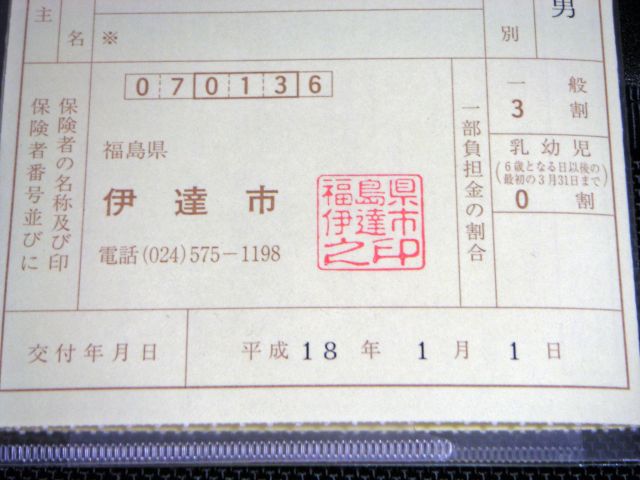 主
名
※
別
男
保険者番号並びに
保険者の名称及び印
070136
福島県
伊達市
電話(024)575-1198
福島県
伊達市
之印
一部負担金の割合
一般
3割
乳幼児
(6歳となる日以後の
最初の3月31日まで)
0割
交付年月日
平成18年1月1日